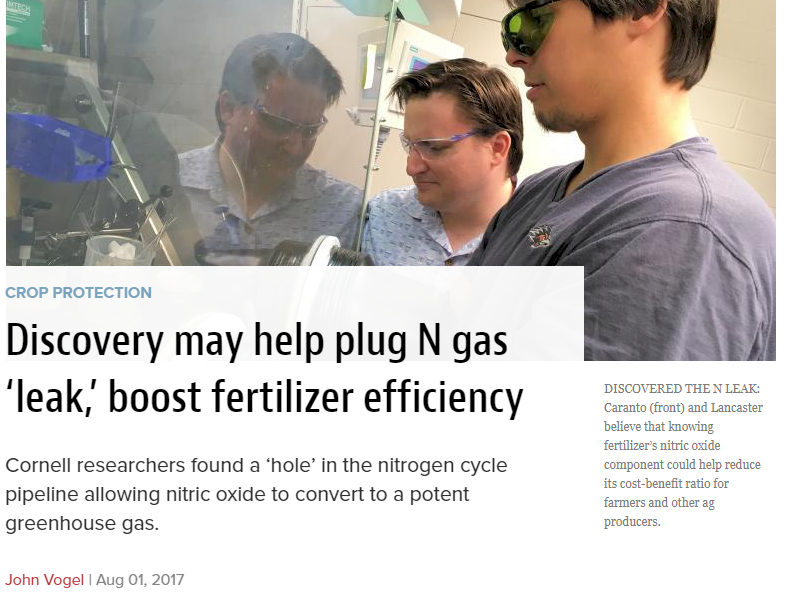 CROP PROTECTION
Discovery may help plug N gas
‘leak,’ boost fertilizer efficiency
Cornell researchers found a ‘hole’ in the nitrogen cycle
pipeline allowing nitric oxide to convert to a potent
greenhouse gas.
John Vogel | Aug 01, 2017
DISCOVERED THE N LEAK:
Caranto (front) and Lancaster
believe that knowing
fertilizer’s nitric oxide
component could help reduce
its cost-benefit ratio for
farmers and other ag
producers.